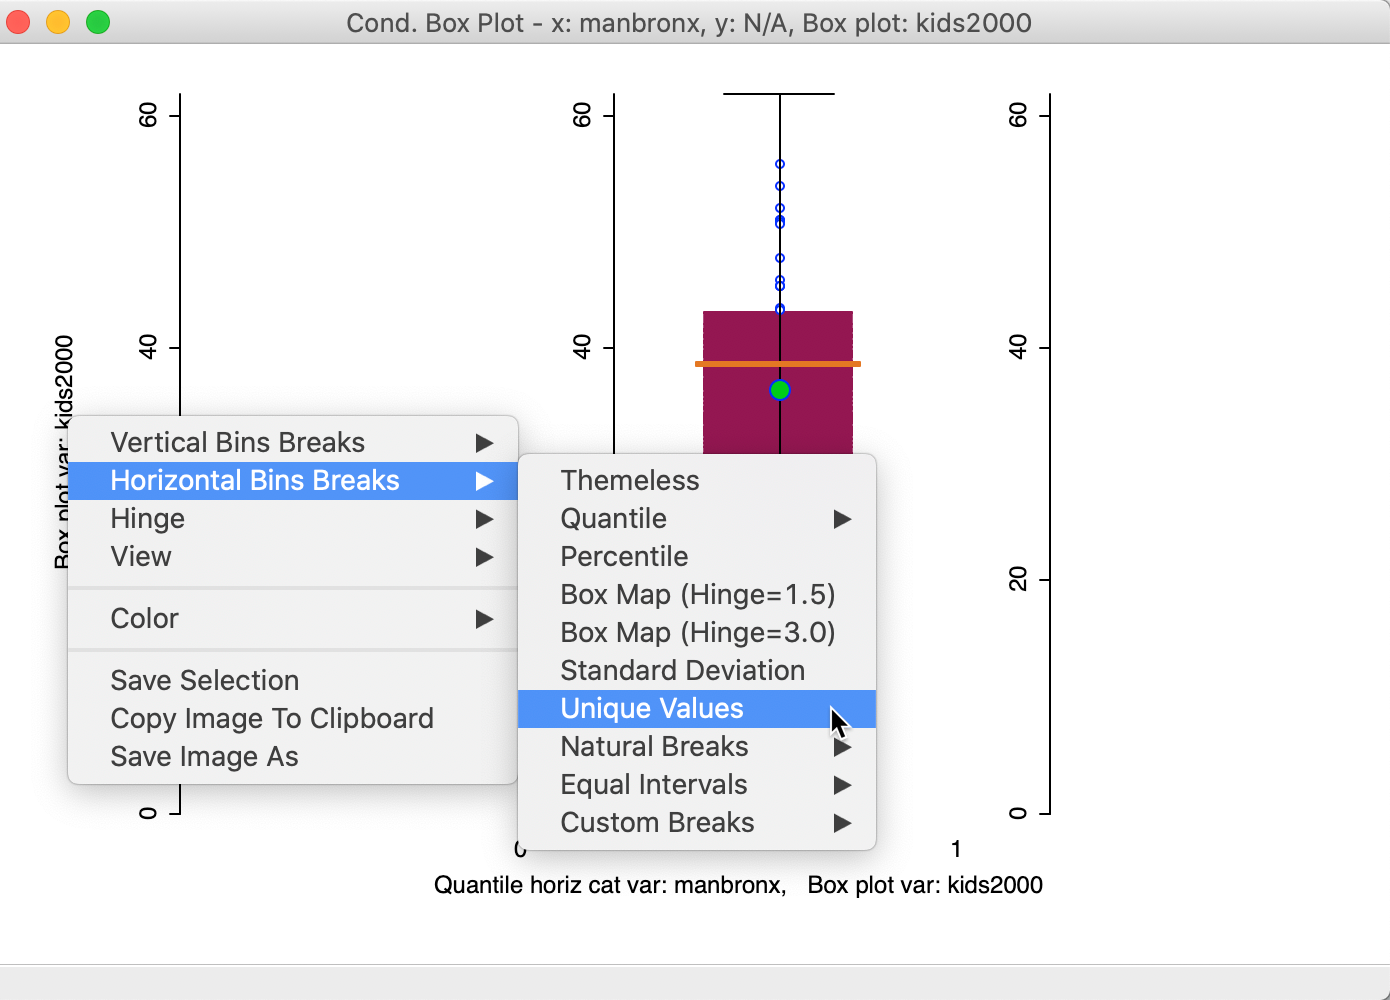 Cond. Box Plot - x: manbronx, y: N/A, Box plot: kids2000
60
60
60
40
40
40
Box plot var: kids2000
Vertical Bins Breaks
Horizontal Bins Breaks
Hinge
View
Color
Save Selection
Copy Image To Clipboard
Save Image As
Themeless
Quantile
Percentile
Box Map (Hinge=1.5)
Box Map (Hinge=3.0)
Standard Deviation
Unique Values
Natural Breaks
Equal Intervals
Custom Breaks
20
0
0
0
1
Quantile horiz cat var: manbronx, Box plot var: kids2000